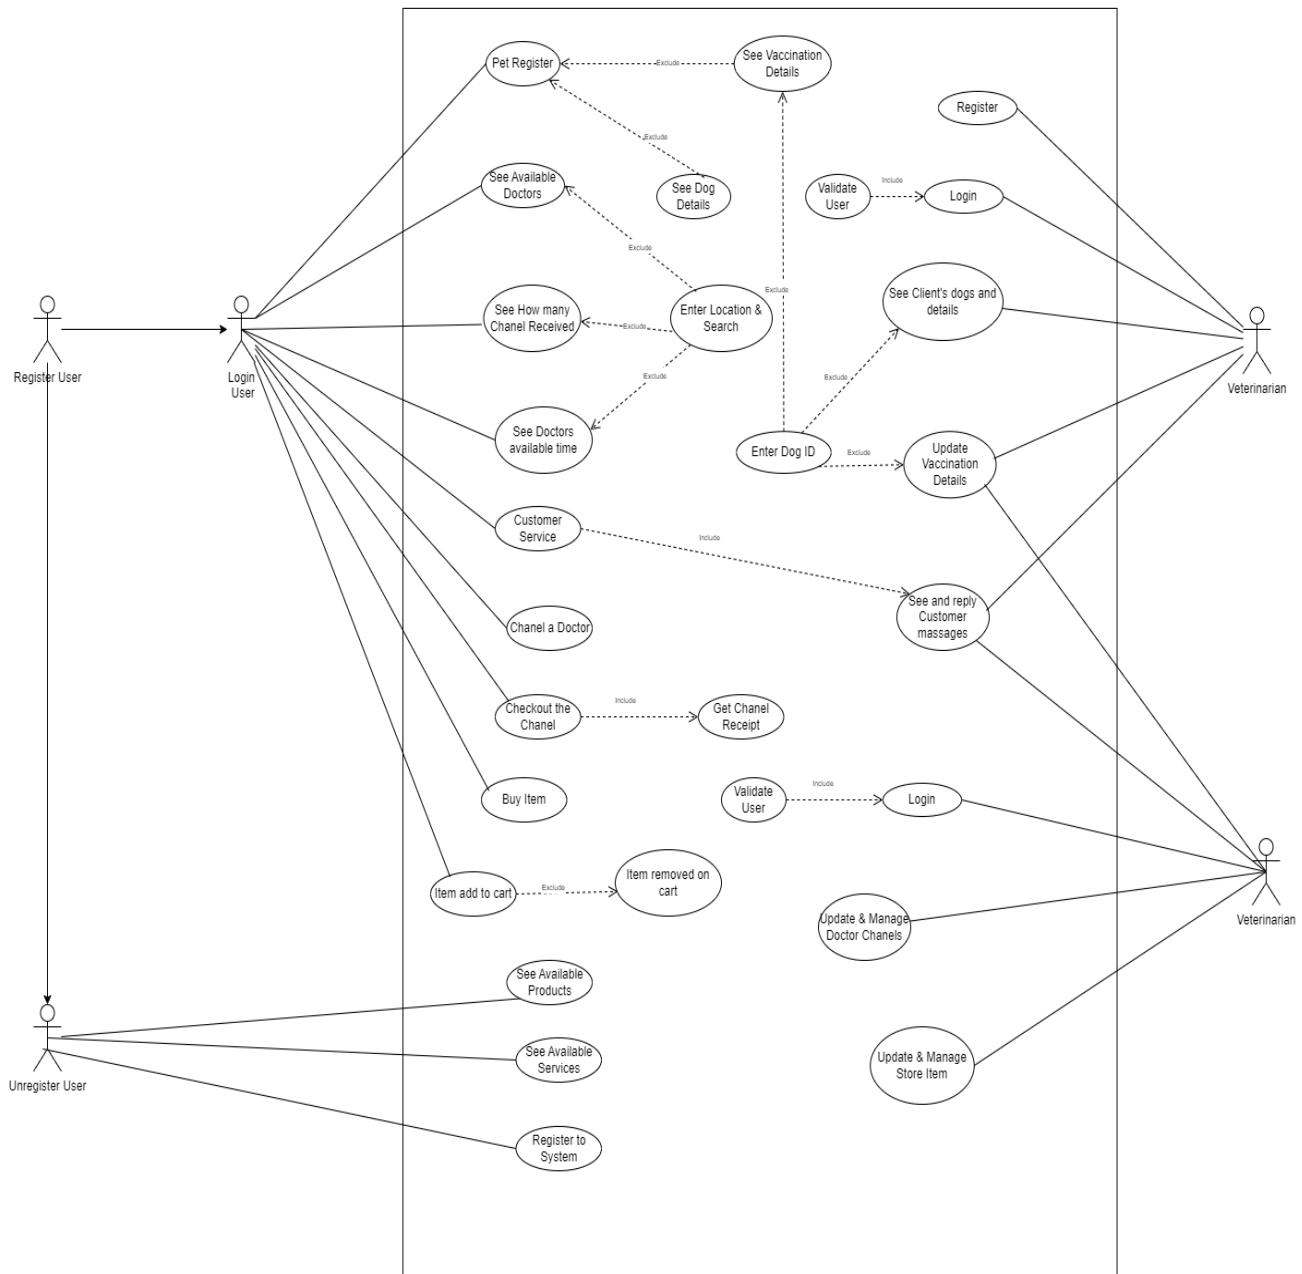 Pet Register
Exclude
See Vaccination
Details
Register
Exclude
See Available
Doctors
See Dog
Details
Validate
User
Include
Login
Exclude
See How many
Chanel Received
Exclude
Enter Location &
Search
Exclude
See Client's dogs and
details
Register User
Login
User
Veterinarian
Exclude
Exclude
See Doctors
available time
Enter Dog ID
Exclude
Update
Vaccination
Details
Customer
Service
Include
See and reply
Customer
massages
Chanel a Doctor
Checkout the
Chanel
Include
Get Chanel
Receipt
Buy Item
Validate
User
Include
Login
Item add to cart
Exclude
Item removed on
cart
Update & Manage
Doctor Chanels
Veterinarian
See Available
Products
See Available
Services
Update & Manage
Store Item
Unregister User
Register to
System